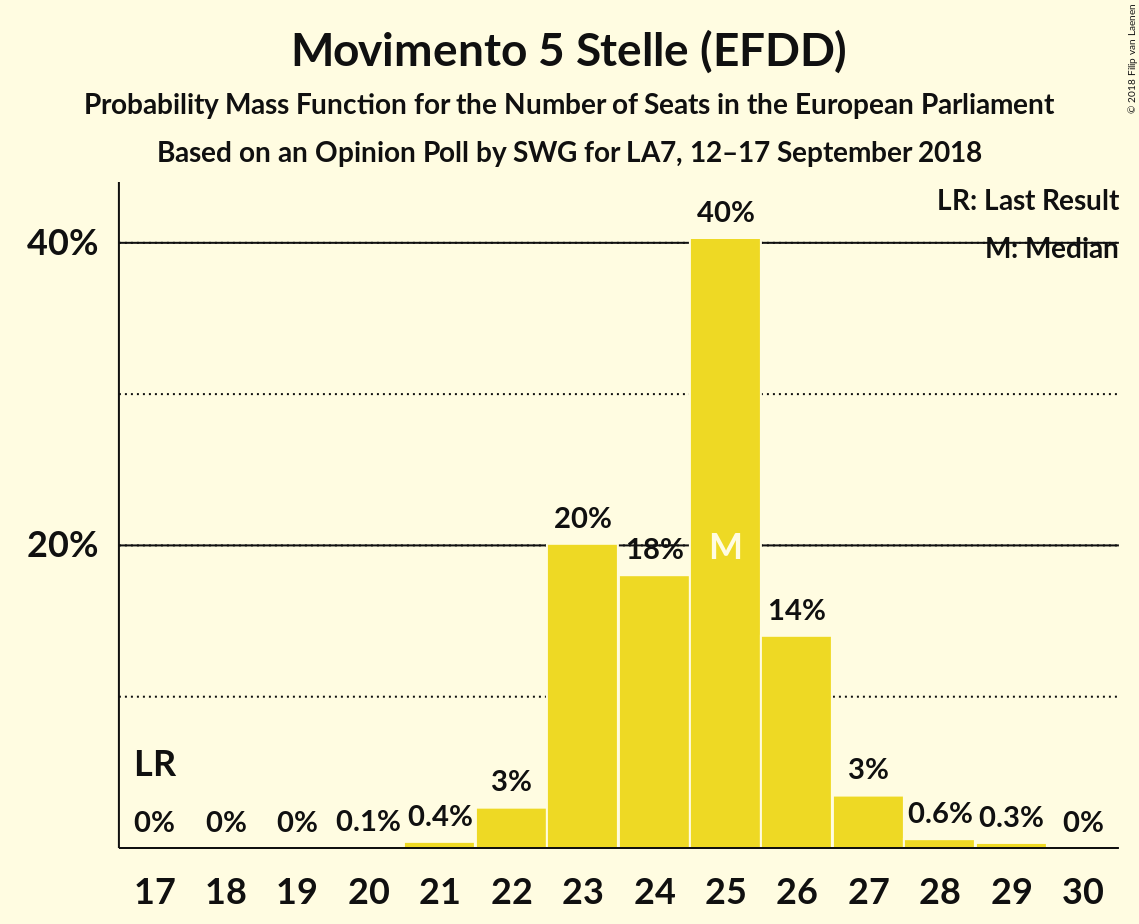 Movimento 5 Stelle (EFDD)
Probability Mass Function for the Number of Seats in the European Parliament
Based on an Opinion Poll by SWG for LA7, 12–17 September 2018
© 2018 Filip van Laenen
LR: Last Result
M: Median
40%
20%
40%
20%
18%
M
14%
LR
0%
0%
0%
0.1%
0.4%
3%
3%
0.6%
0.3%
0%
17 18 19 20 21 22 23 24 25 26 27 28 29 30